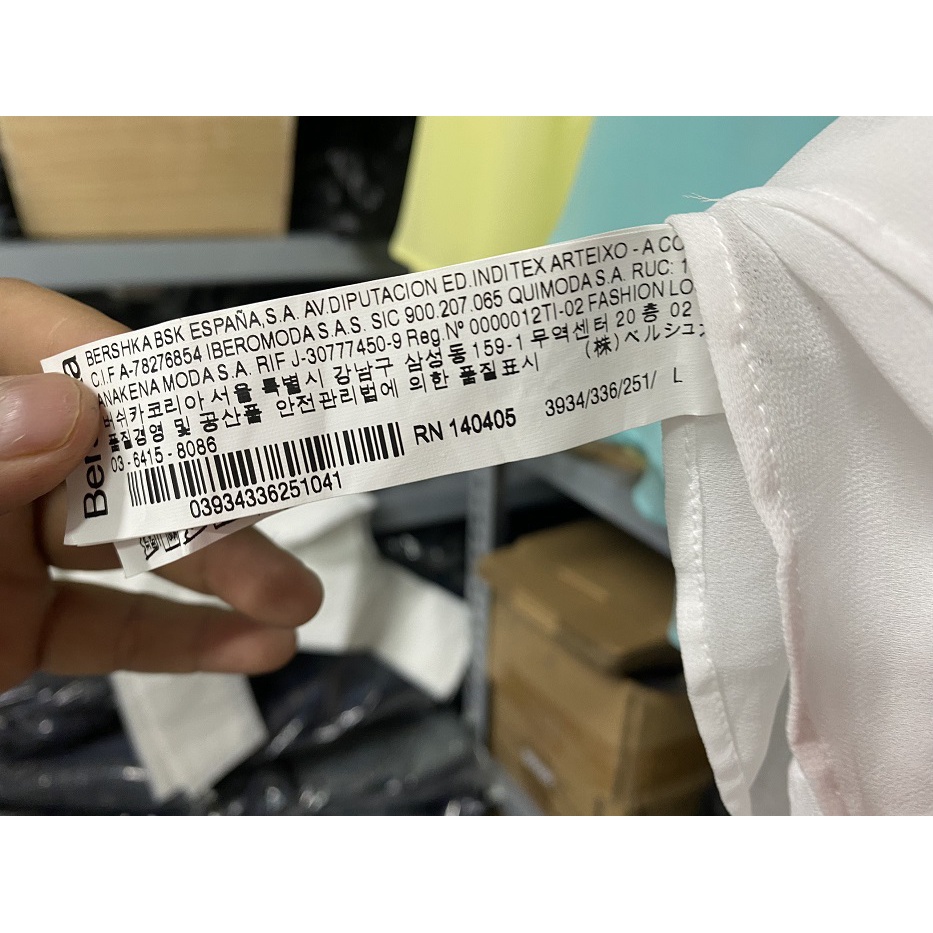 BERSHKA BSK ESPAÑA, S.A. AV.DIPUTACION ED.INDITEX ARTEIXO - A CO
C.I.F A-78276854 IBEROMODA S.A.S. SIC 900.207.065 QUIMODA S.A. RUC: 1
ANAKENA MODA S.A. RIF J-30777450-9 Reg.Nº 0000012TI-02 FASHION LO
버쉬카코리아 서울 특별시 강남구 삼성동 159-1 무역센터 20 층 02
품질경영 및 공산품 안전관리법에 의한 품질표시 (株) ベルシュカ
03 - 6415 - 8086
03934336251041
RN 140405
3934/336/251/ L